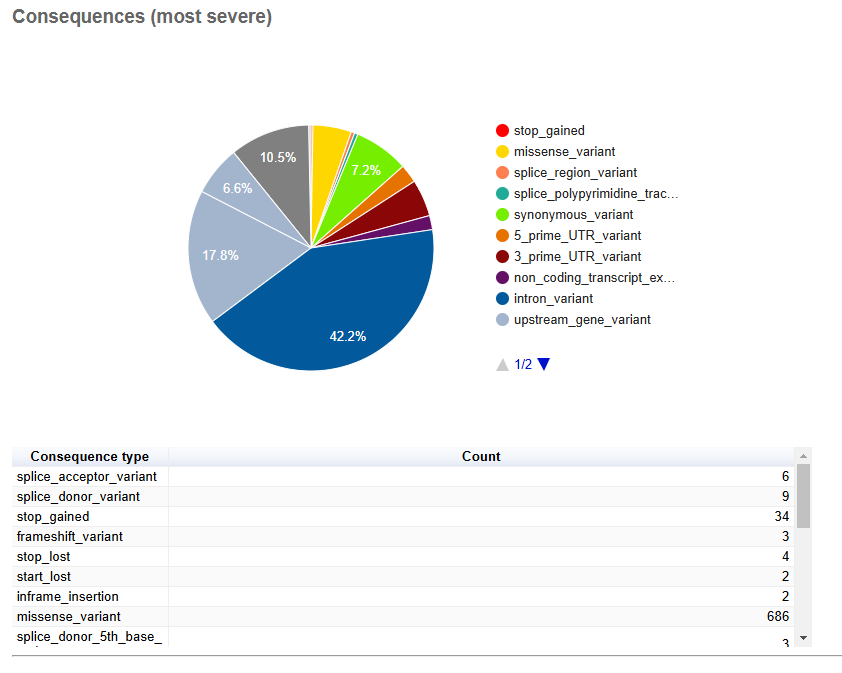 Consequences (most severe)
10.5%
7.2%
6.6%
17.8%
42.2%
stop_gained
missense_variant
splice_region_variant
splice_polypyrimidine_trac...
synonymous_variant
5_prime_UTR_variant
3_prime_UTR_variant
non_coding_transcript_ex...
intron_variant
upstream_gene_variant
1/2
Consequence type Count
splice_acceptor_variant 6
splice_donor_variant 9
stop_gained 34
frameshift_variant 3
stop_lost 4
start_lost 2
inframe_insertion 2
missense_variant 686
splice_donor_5th_base_ 3